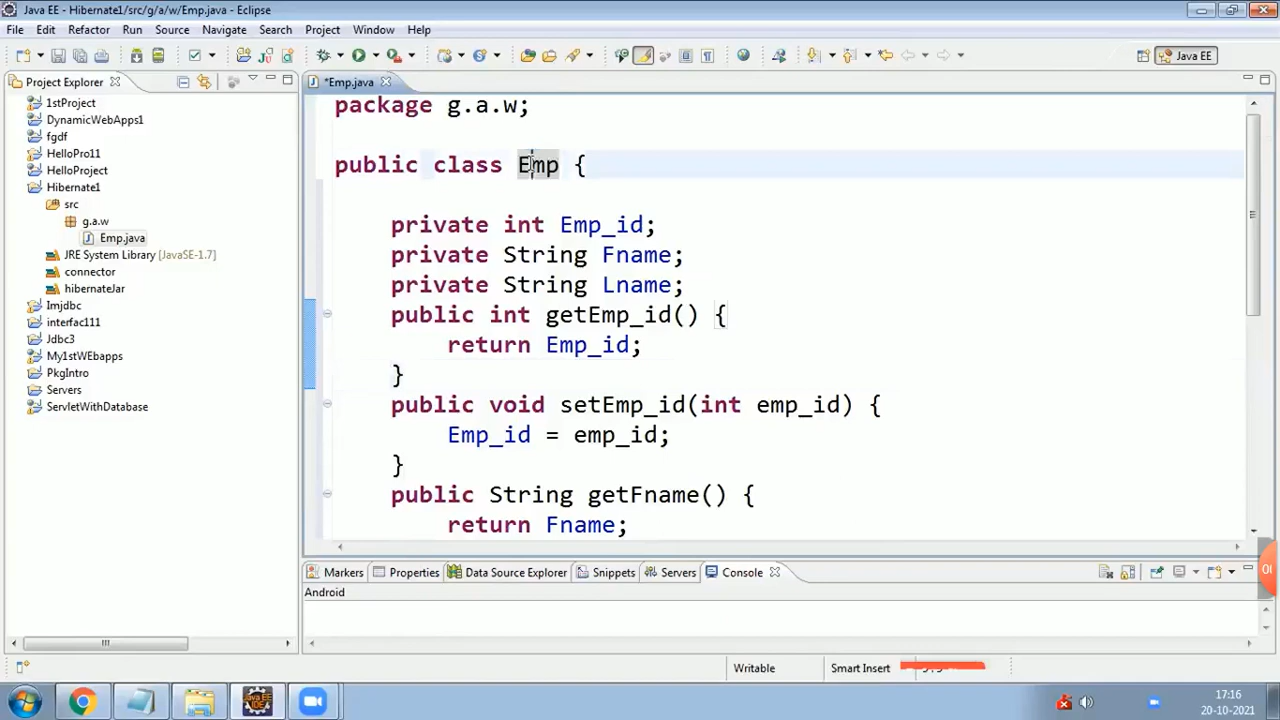 Java EE - Hibernate1/src/g/a/w/Emp.java - Eclipse
File Edit Refactor Run Source Navigate Search Project Window Help
Java EE
Project Explorer
1stProject
DynamicWebApps1
fgdf
HelloPro11
HelloProject
Hibernate1
src
g.a.w
Emp.java
JRE System Library [JavaSE-1.7]
connector
hibernateJar
Imjdbc
interfac111
Jdbc3
My1stWEbapps
PkgIntro
Servers
ServletWithDatabase
*Emp.java
package g.a.w;
public class Emp {
private int Emp_id;
private String Fname;
private String Lname;
public int getEmp_id() {
return Emp_id;
}
public void setEmp_id(int emp_id) {
Emp_id = emp_id;
}
public String getFname() {
return Fname;
Markers Properties Data Source Explorer Snippets Servers Console
Android
Writable Smart Insert
17:16
20-10-2021